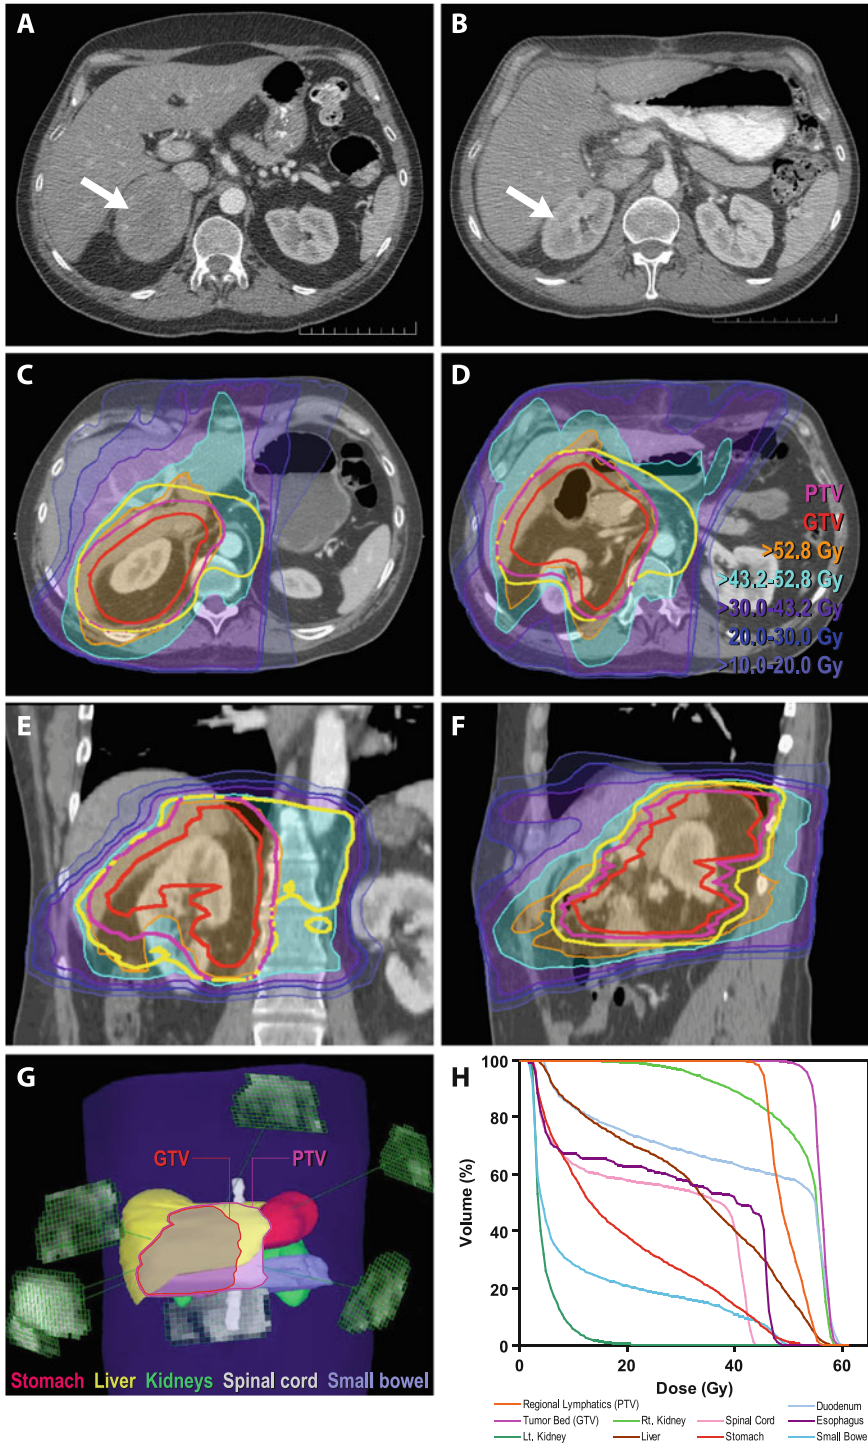 A
B
C
D
PTV
GTV
>52.8 Gy
>43.2-52.8 Gy
>30.0-43.2 Gy
20.0-30.0 Gy
>10.0-20.0 Gy
E
F
G
GTV
PTV
Stomach Liver Kidneys Spinal cord Small bowel
H
100
80
60
40
20
0
Volume (%)
0 20 40 60
Dose (Gy)
Regional Lymphatics (PTV) Duodenum
Tumor Bed (GTV) Rt. Kidney Spinal Cord Esophagus
Lt. Kidney Liver Stomach Small Bowe